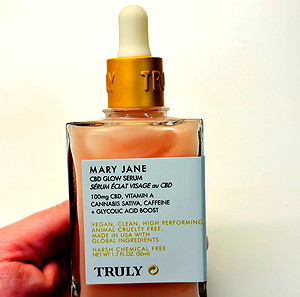 TRULY
MARY JANE
CBD GLOW SERUM
SÉRUM ÉCLAT VISAGE au CBD
100mg CBD, VITAMIN A
CANNABIS SATIVA, CAFFEINE
+ GLYCOLIC ACID BOOST
VEGAN, CLEAN, HIGH PERFORMING,
ANIMAL CRUELTY FREE,
MADE IN USA WITH
GLOBAL INGREDIENTS
HARSH CHEMICAL FREE
NET WT 1.7 FL.OZ. (50ml)
TRULY